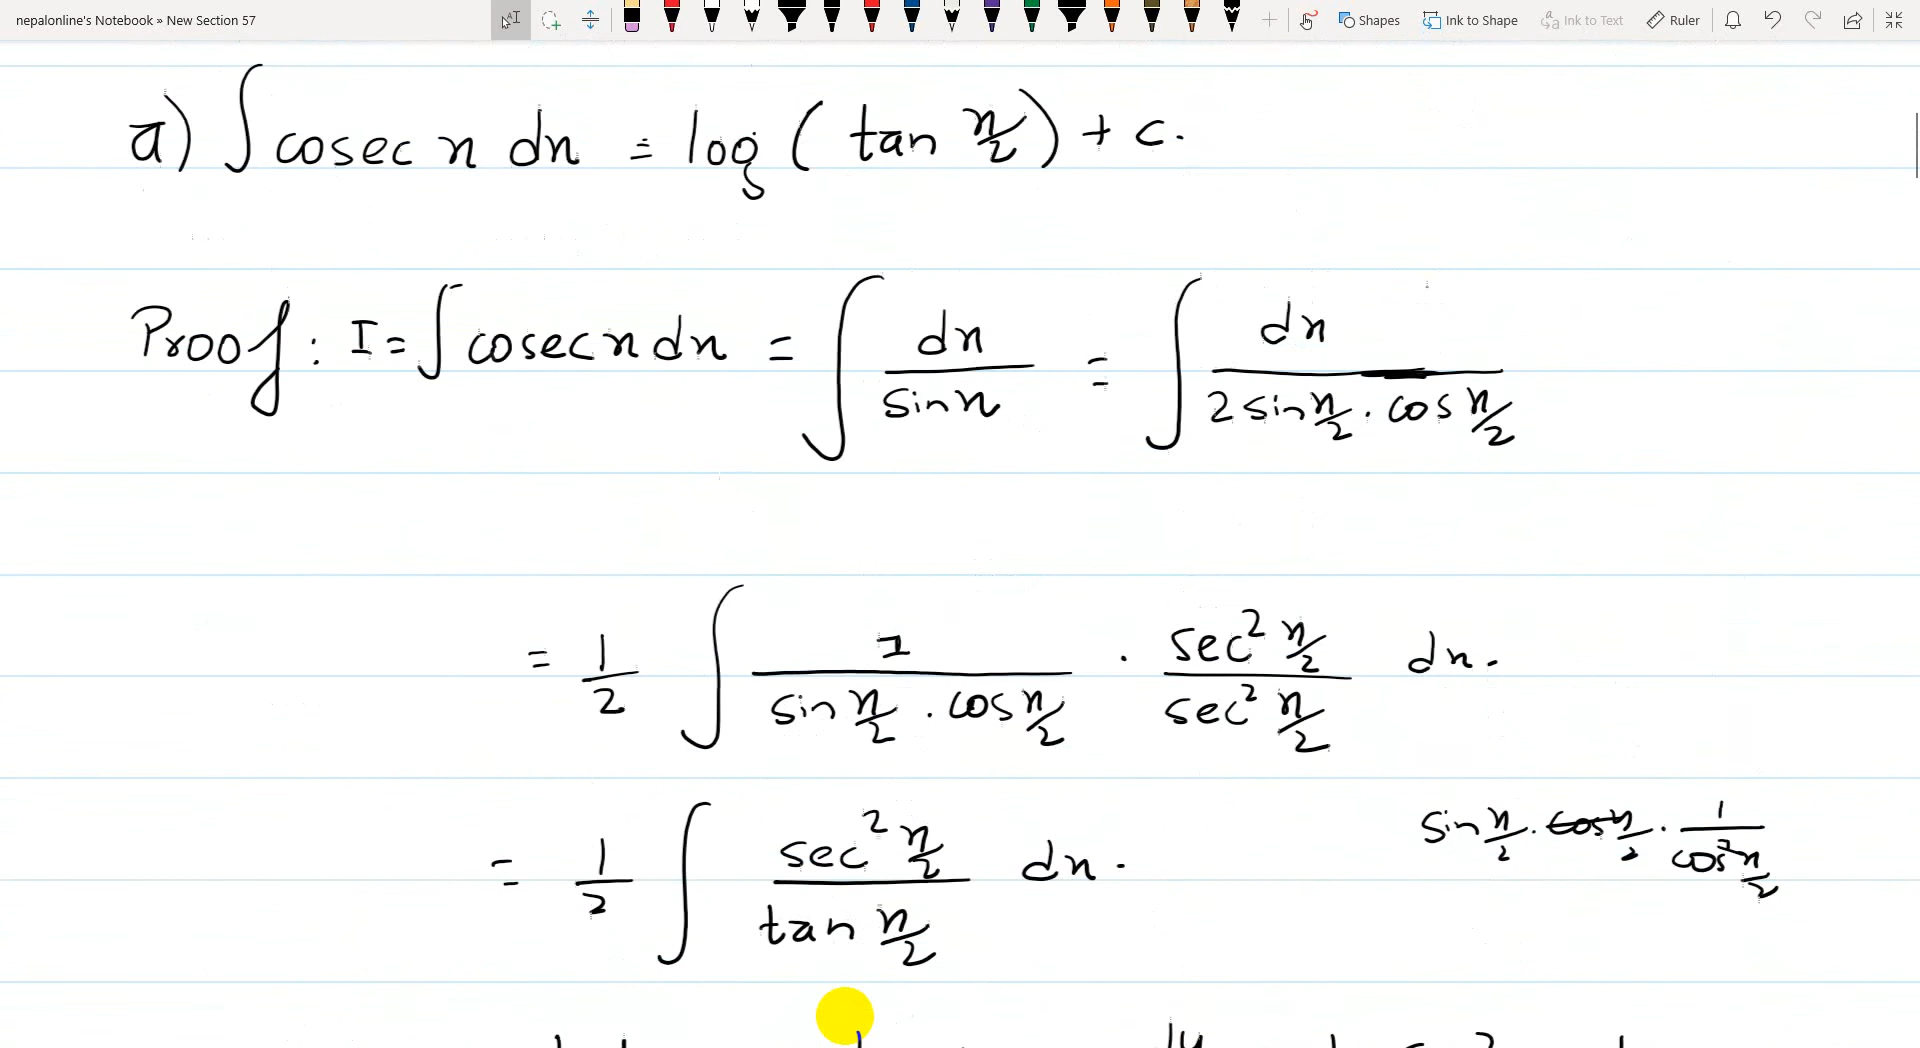 nepalonline's Notebook » New Section 57
Shapes Ink to Shape Ink to Text Ruler
a) ∫ cosec x dx = log ( tan x/2 ) + c.
Proof : I = ∫ cosec x dx = ∫ dx / sin x = ∫ dx / 2 sin x/2 . cos x/2
= 1/2 ∫ 1 / sin x/2 . cos x/2 . sec² x/2 / sec² x/2 dx.
= 1/2 ∫ sec² x/2 / tan x/2 dx.
sin x/2 . cos x/2 . 1 / cos² x/2